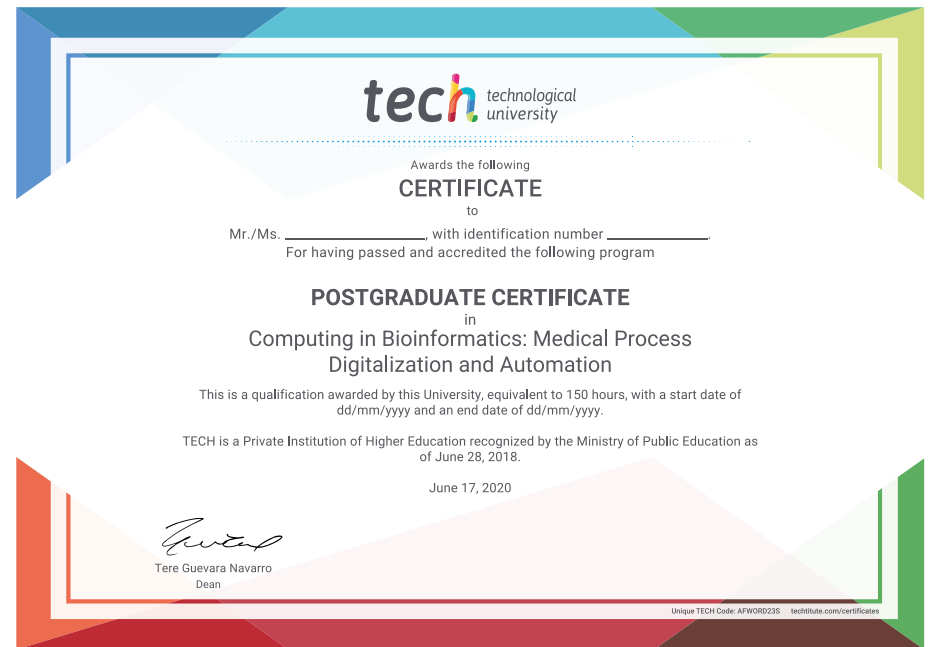 tech technological
university
Awards the following
CERTIFICATE
to
Mr./Ms. ____________________, with identification number ______________.
For having passed and accredited the following program
POSTGRADUATE CERTIFICATE
in
Computing in Bioinformatics: Medical Process
Digitalization and Automation
This is a qualification awarded by this University, equivalent to 150 hours, with a start date of
dd/mm/yyyy and an end date of dd/mm/yyyy.
TECH is a Private Institution of Higher Education recognized by the Ministry of Public Education as
of June 28, 2018.
June 17, 2020
Tere Guevara Navarro
Dean
Unique TECH Code: AFWORD23S techtitute.com/certificates